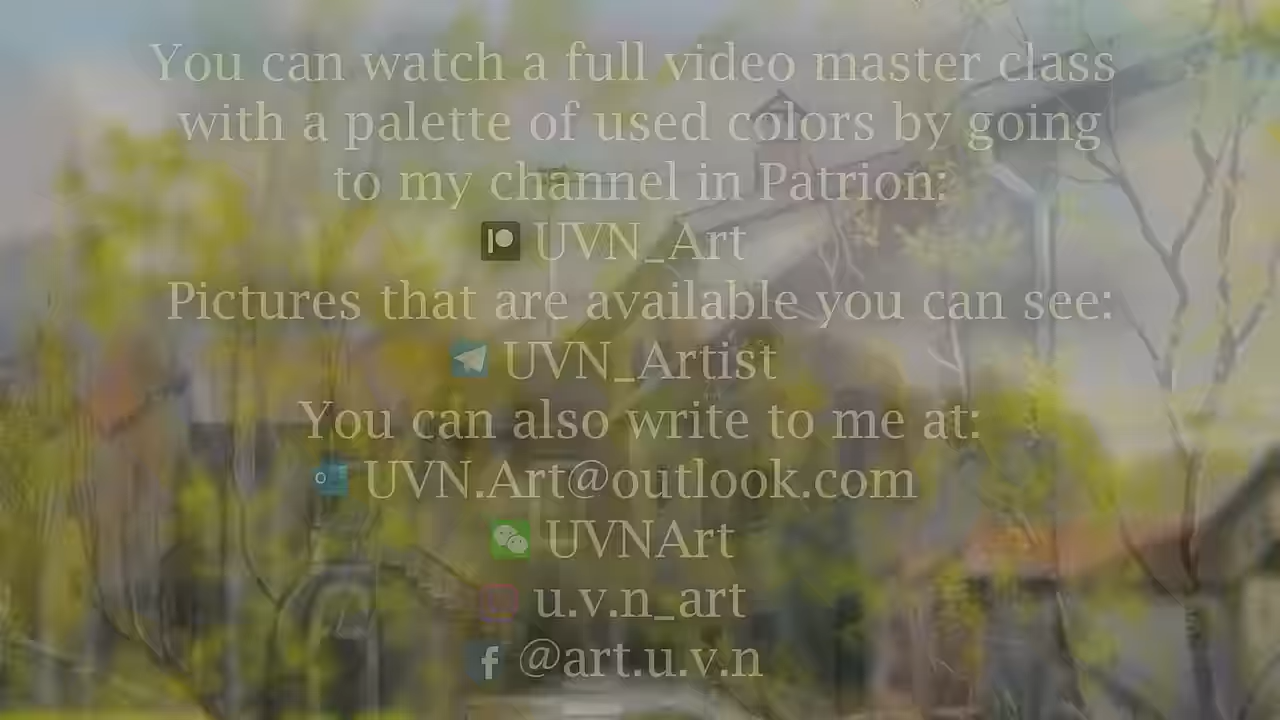 You can watch a full video master class
with a palette of used colors by going
to my channel in Patrion:
UVN_Art
Pictures that are available you can see:
UVN_Artist
You can also write to me at:
UVN.Art@outlook.com
UVNArt
u.v.n_art
@art.u.v.n